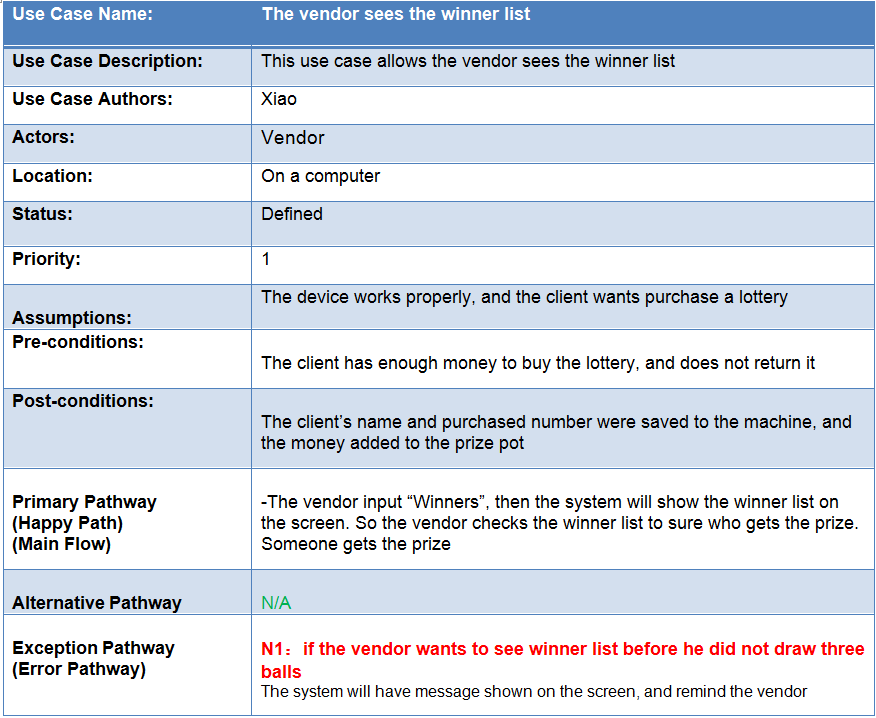 Use Case Name: The vendor sees the winner list
Use Case Description: This use case allows the vendor sees the winner list
Use Case Authors: Xiao
Actors: Vendor
Location: On a computer
Status: Defined
Priority: 1
Assumptions: The device works properly, and the client wants purchase a lottery
Pre-conditions:
The client has enough money to buy the lottery, and does not return it
Post-conditions:
The client’s name and purchased number were saved to the machine, and
the money added to the prize pot
Primary Pathway -The vendor input “Winners”, then the system will show the winner list on
(Happy Path) the screen. So the vendor checks the winner list to sure who gets the prize.
(Main Flow) Someone gets the prize
Alternative Pathway N/A
Exception Pathway N1：if the vendor wants to see winner list before he did not draw three
(Error Pathway) balls
The system will have message shown on the screen, and remind the vendor